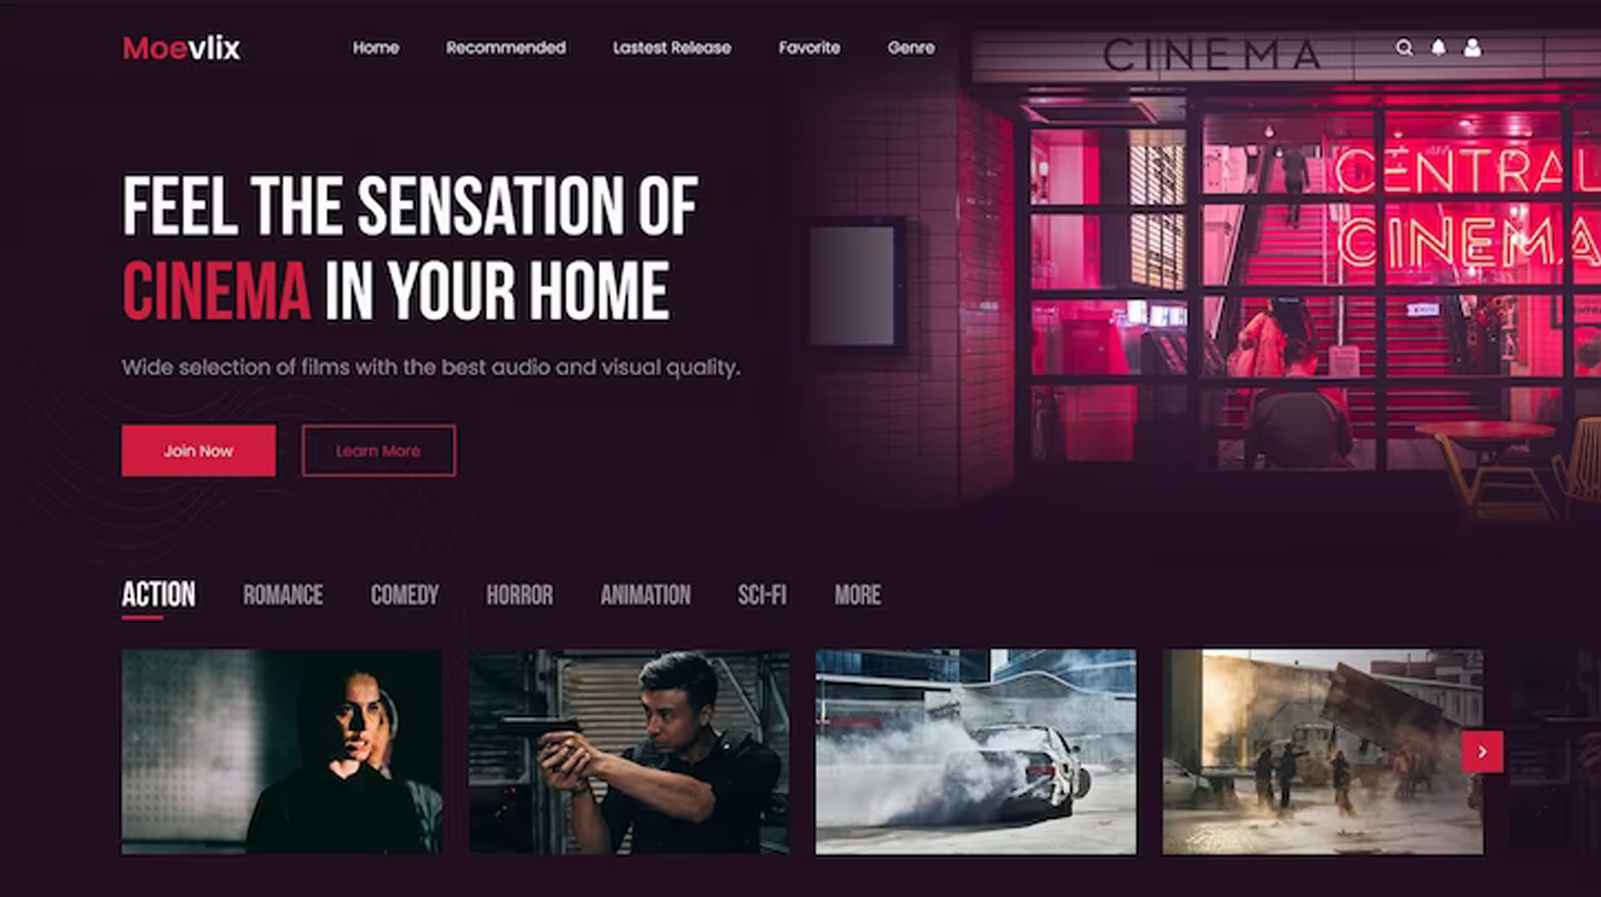 Moevlix
Home Recommended Lastest Release Favorite Genre
CINEMA
CENTRAL
CINEMA
FEEL THE SENSATION OF
CINEMA IN YOUR HOME
Wide selection of films with the best audio and visual quality.
Join Now Learn More
ACTION ROMANCE COMEDY HORROR ANIMATION SCI-FI MORE